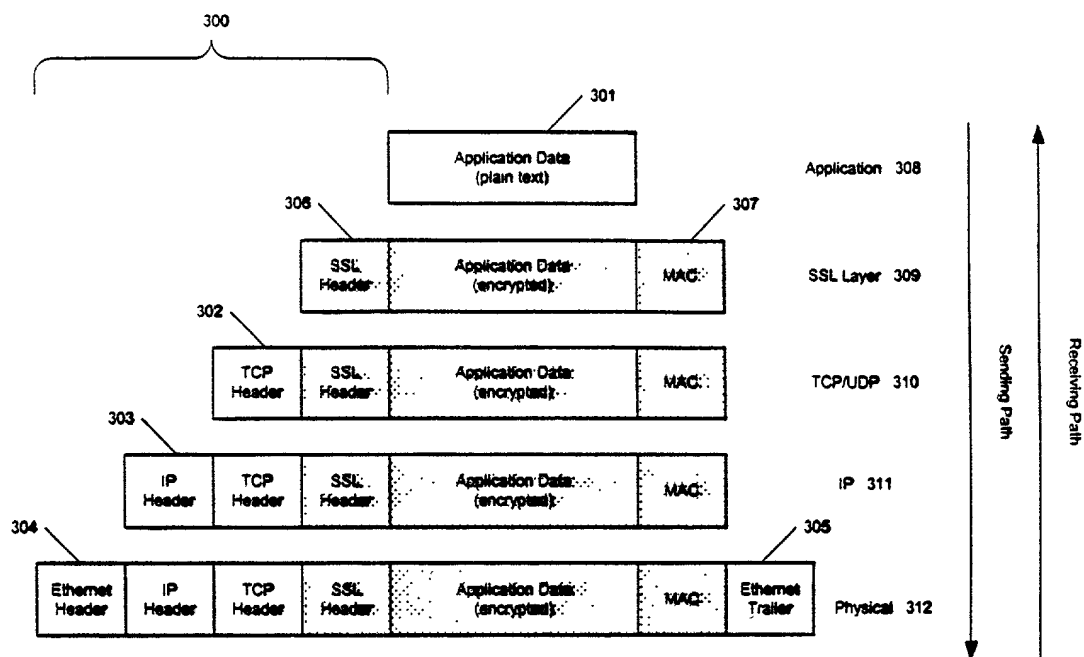 300
301
Application Data
(plain text)
Application 308
306
307
SSL
Header
Application Data
(encrypted)
MAC
SSL Layer 309
302
TCP
Header
SSL
Header
Application Data
(encrypted)
MAC
TCP/UDP 310
303
IP
Header
TCP
Header
SSL
Header
Application Data
(encrypted)
MAC
IP 311
304
305
Ethernet
Header
IP
Header
TCP
Header
SSL
Header
Application Data
(encrypted)
MAC
Ethernet
Trailer
Physical 312
Sending Path
Receiving Path